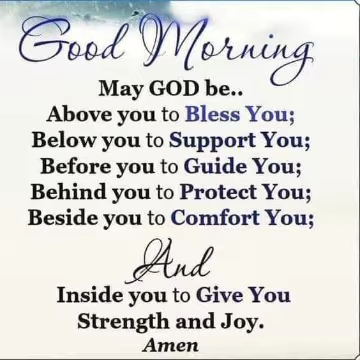 Good Morning
May GOD be..
Above you to Bless You;
Below you to Support You;
Before you to Guide You;
Behind you to Protect You;
Beside you to Comfort You;
And
Inside you to Give You
Strength and Joy.
Amen